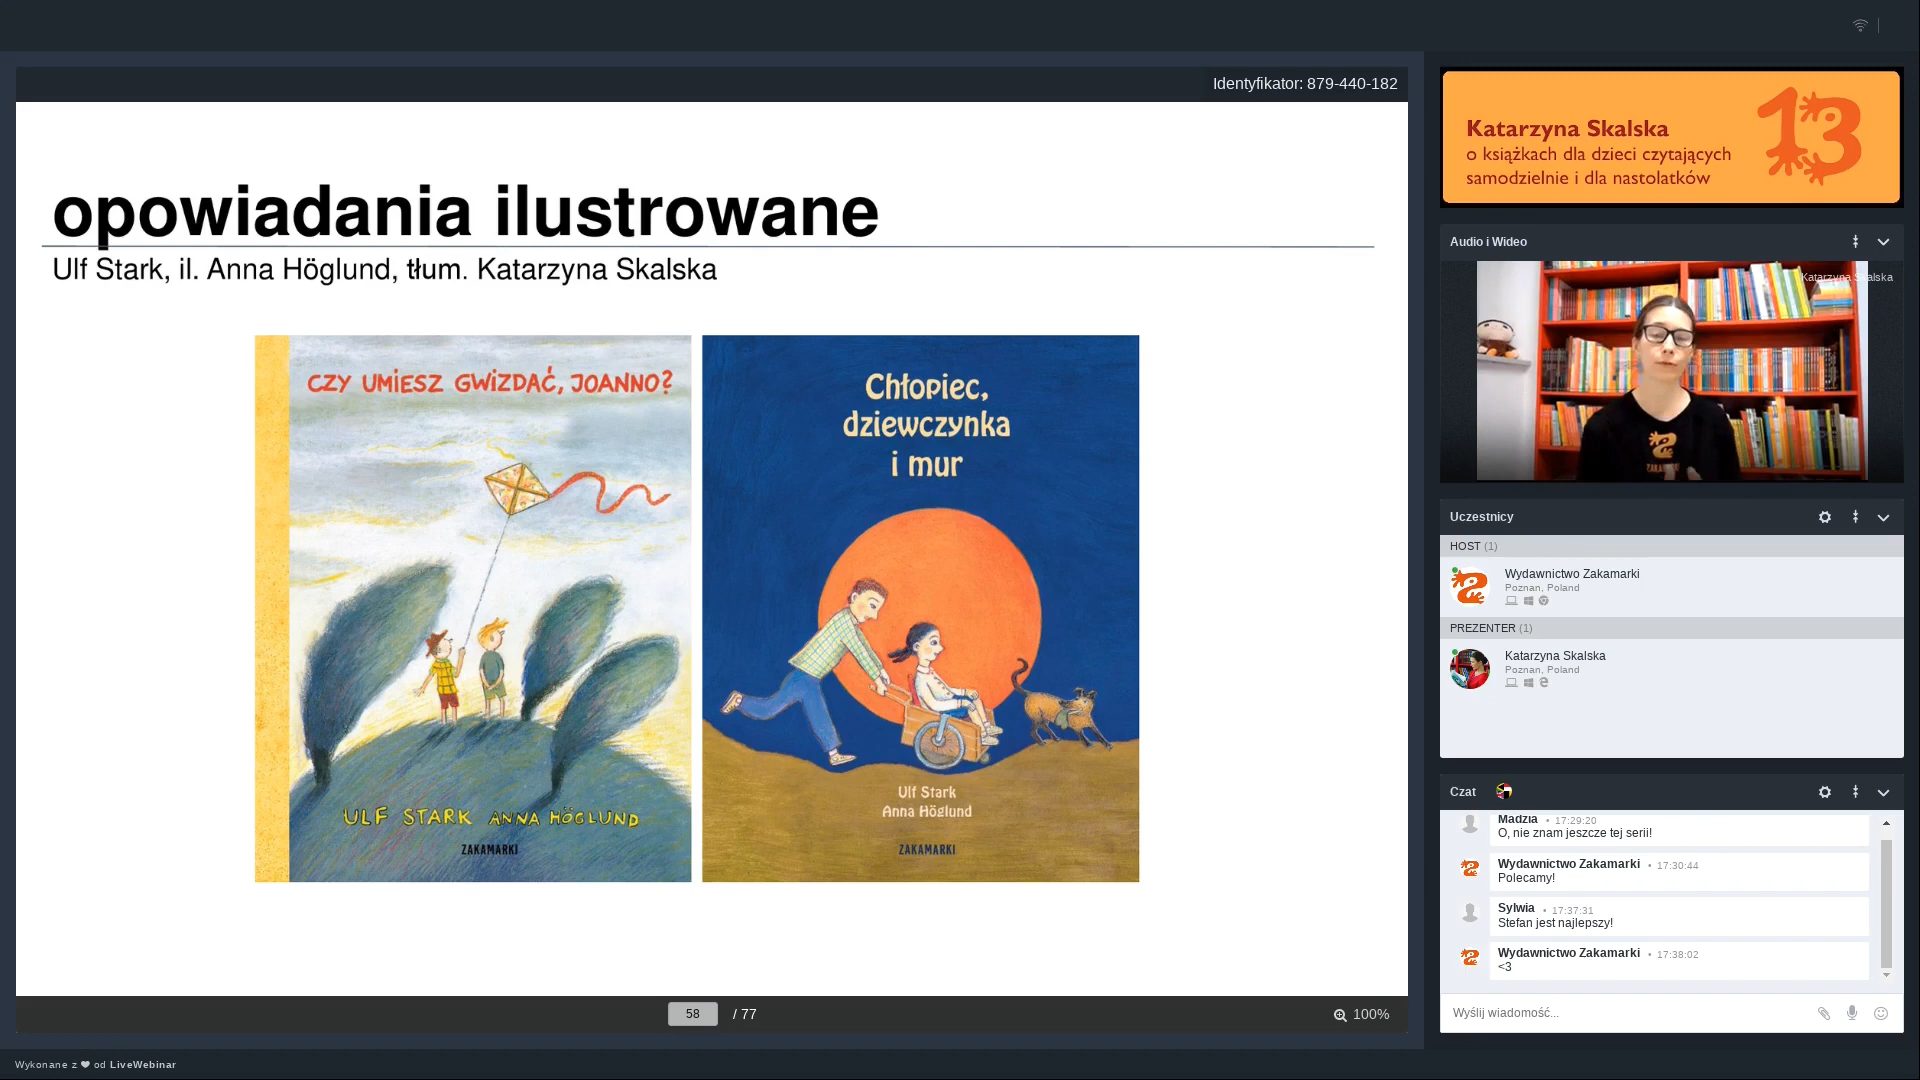 Identyfikator: 879-440-182
opowiadania ilustrowane
Ulf Stark, il. Anna Höglund, tłum. Katarzyna Skalska
CZY UMIESZ GWIZDAĆ, JOANNO?
ULF STARK ANNA HÖGLUND
ZAKAMARKI
Chłopiec,
dziewczynka
i mur
Ulf Stark
Anna Höglund
ZAKAMARKI
58 / 77
100%
Katarzyna Skalska
o książkach dla dzieci czytających
samodzielnie i dla nastolatków
13
Audio i Wideo
Katarzyna Skalska
ZAKAMARKI
Uczestnicy
HOST (1)
Wydawnictwo Zakamarki
Poznan, Poland
PREZENTER (1)
Katarzyna Skalska
Poznan, Poland
Czat
Madzia • 17:29:20
O, nie znam jeszcze tej serii!
Wydawnictwo Zakamarki • 17:30:44
Polecamy!
Sylwia • 17:37:31
Stefan jest najlepszy!
Wydawnictwo Zakamarki • 17:38:02
<3
Wyślij wiadomość...
Wykonane z ❤ od LiveWebinar